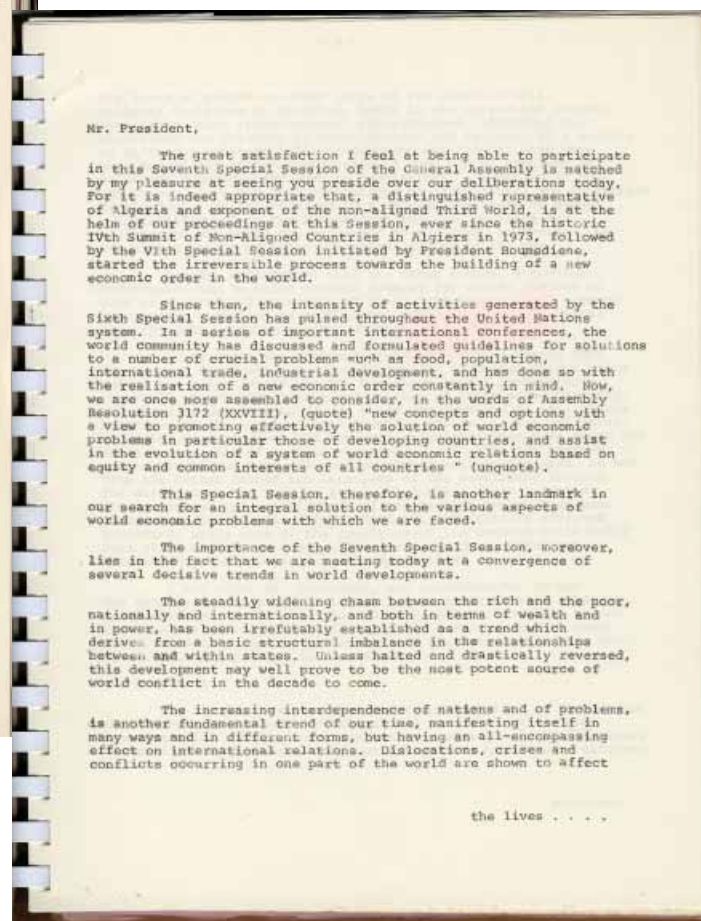 Mr. President,
The great satisfaction I feel at being able to participate
in this Seventh Special Session of the General Assembly is matched
by my pleasure at seeing you preside over our deliberations today.
For it is indeed appropriate that, a distinguished representative
of Algeria and exponent of the non-aligned Third World, is at the
helm of our proceedings at this Session, ever since the historic
IVth Summit of Non-Aligned Countries in Algiers in 1973, followed
by the VIth Special Session initiated by President Boumediene,
started the irreversible process towards the building of a new
economic order in the world.
Since then, the intensity of activities generated by the
Sixth Special Session has pulsed throughout the United Nations
system. In a series of important international conferences, the
world community has discussed and formulated guidelines for solutions
to a number of crucial problems such as food, population,
international trade, industrial development, and has done so with
the realisation of a new economic order constantly in mind. Now,
we are once more assembled to consider, in the words of Assembly
Resolution 3172 (XXVIII), (quote) "new concepts and options with
a view to promoting effectively the solution of world economic
problems in particular those of developing countries, and assist
in the evolution of a system of world economic relations based on
equity and common interests of all countries " (unquote).
This Special Session, therefore, is another landmark in
our search for an integral solution to the various aspects of
world economic problems with which we are faced.
The importance of the Seventh Special Session, moreover,
lies in the fact that we are meeting today at a convergence of
several decisive trends in world developments.
The steadily widening chasm between the rich and the poor,
nationally and internationally, and both in terms of wealth and
in power, has been irrefutably established as a trend which
derives from a basic structural imbalance in the relationships
between and within states. Unless halted and drastically reversed,
this development may well prove to be the most potent source of
world conflict in the decade to come.
The increasing interdependence of nations and of problems,
is another fundamental trend of our time, manifesting itself in
many ways and in different forms, but having an all-encompassing
effect on international relations. Dislocations, crises and
conflicts occurring in one part of the world are shown to affect
the lives . . . .